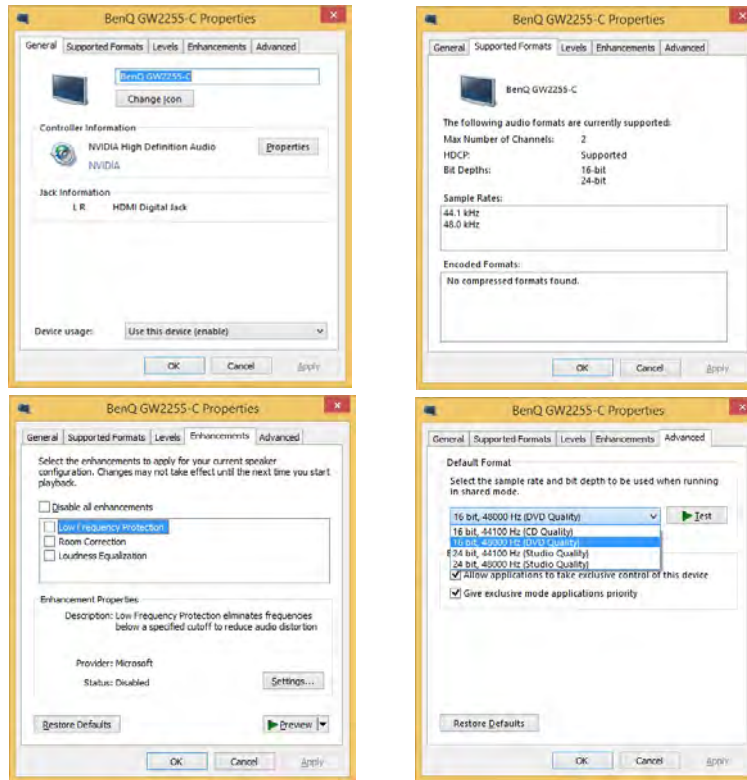 BenQ GW2255-C Properties
General Supported Formats Levels Enhancements Advanced
BenQ GW2255-C
Change Icon
Controller Information
NVIDIA High Definition Audio Properties
NVIDIA
Jack Information
L R HDMI Digital Jack
Device usage: Use this device (enable)
OK Cancel Apply
BenQ GW2255-C Properties
General Supported Formats Levels Enhancements Advanced
BenQ GW2255-C
The following audio formats are currently supported:
Max Number of Channels: 2
HDCP: Supported
Bit Depths: 16-bit
24-bit
Sample Rates:
44.1 kHz
48.0 kHz
Encoded Formats:
No compressed formats found.
OK Cancel Apply
BenQ GW2255-C Properties
General Supported Formats Levels Enhancements Advanced
Select the enhancements to apply for your current speaker
configuration. Changes may not take effect until the next time you start
playback.
Disable all enhancements
Low Frequency Protection
Room Correction
Loudness Equalization
Enhancement Properties
Description: Low Frequency Protection elminates frequences
below a specified cutoff to reduce audio distortion
Provider: Microsoft
Status: Disabled Settings...
Restore Defaults Preview
OK Cancel Apply
BenQ GW2255-C Properties
General Supported Formats Levels Enhancements Advanced
Default Format
Select the sample rate and bit depth to be used when running
in shared mode.
16 bit, 48000 Hz (DVD Quality) Test
16 bit, 44100 Hz (CD Quality)
16 bit, 48000 Hz (DVD Quality)
24 bit, 44100 Hz (Studio Quality)
24 bit, 48000 Hz (Studio Quality)
Allow applications to take exclusive control of this device
Give exclusive mode applications priority
Restore Defaults
OK Cancel Apply